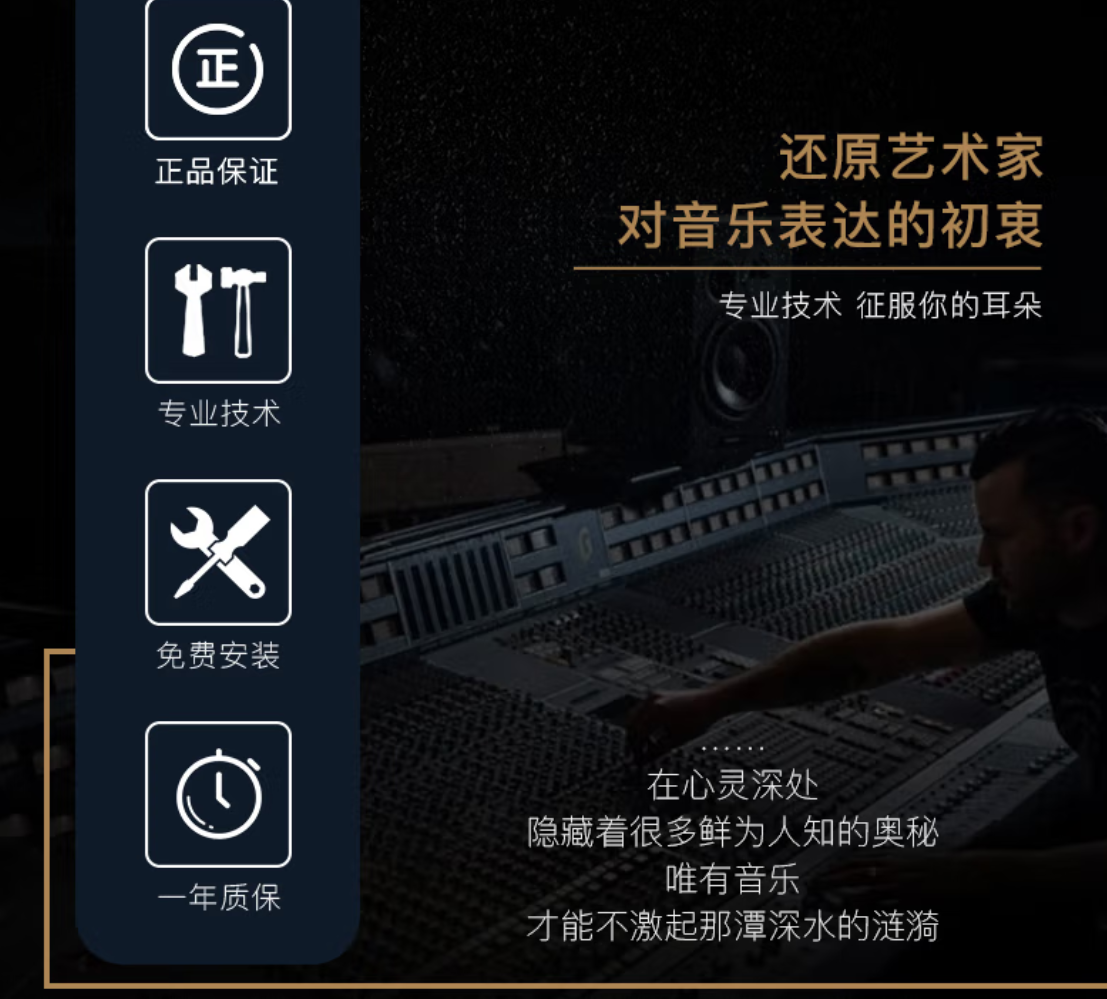 正
正品保证
专业技术
免费安装
一年质保
还原艺术家
对音乐表达的初衷
专业技术 征服你的耳朵
······
在心灵深处
隐藏着很多鲜为人知的奥秘
唯有音乐
才能不激起那潭深水的涟漪